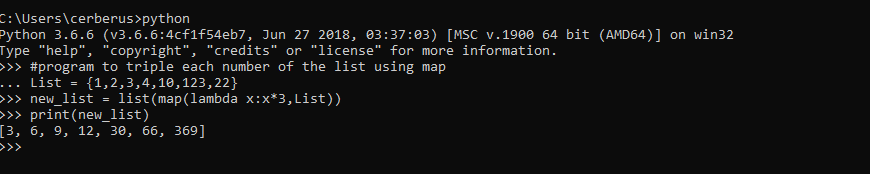 C:\Users\cerberus>python
Python 3.6.6 (v3.6.6:4cf1f54eb7, Jun 27 2018, 03:37:03) [MSC v.1900 64 bit (AMD64)] on win32
Type "help", "copyright", "credits" or "license" for more information.
>>> #program to triple each number of the list using map
... List = {1,2,3,4,10,123,22}
>>> new_list = list(map(lambda x:x*3,List))
>>> print(new_list)
[3, 6, 9, 12, 30, 66, 369]
>>>